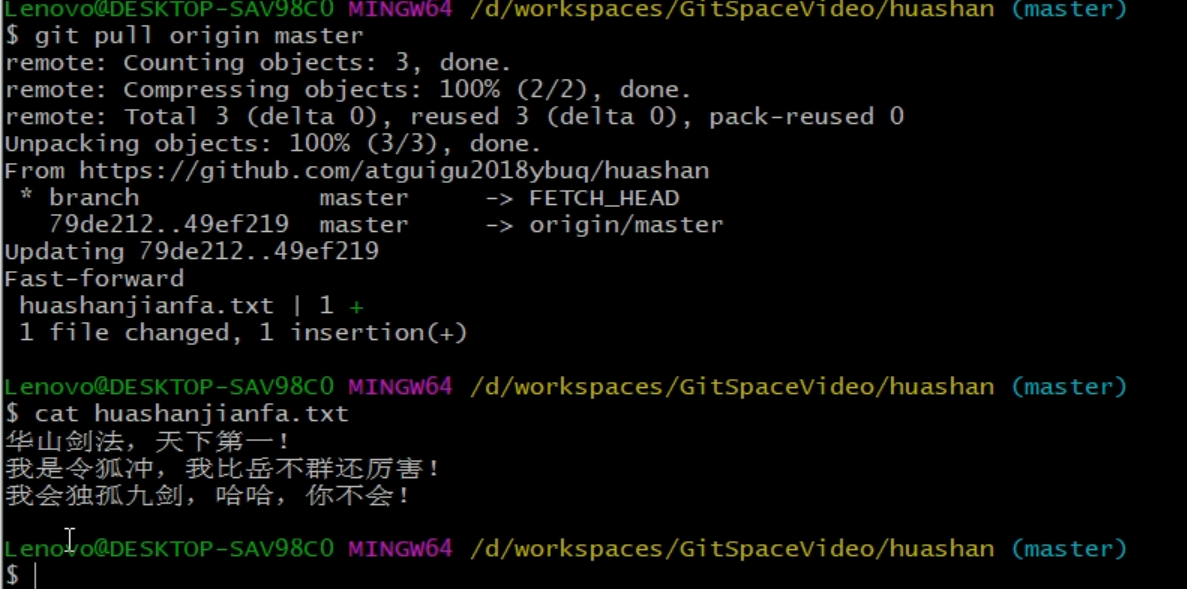 Lenovo@DESKTOP-SAV98C0 MINGW64 /d/workspaces/GitSpaceVideo/huashan (master)
$ git pull origin master
remote: Counting objects: 3, done.
remote: Compressing objects: 100% (2/2), done.
remote: Total 3 (delta 0), reused 3 (delta 0), pack-reused 0
Unpacking objects: 100% (3/3), done.
From https://github.com/atguigu2018ybuq/huashan
 * branch            master     -> FETCH_HEAD
   79de212..49ef219  master     -> origin/master
Updating 79de212..49ef219
Fast-forward
 huashanjianfa.txt | 1 +
 1 file changed, 1 insertion(+)
Lenovo@DESKTOP-SAV98C0 MINGW64 /d/workspaces/GitSpaceVideo/huashan (master)
$ cat huashanjianfa.txt
华山剑法，天下第一！
我是令狐冲，我比岳不群还厉害！
我会独孤九剑，哈哈，你不会！
Lenovo@DESKTOP-SAV98C0 MINGW64 /d/workspaces/GitSpaceVideo/huashan (master)
$